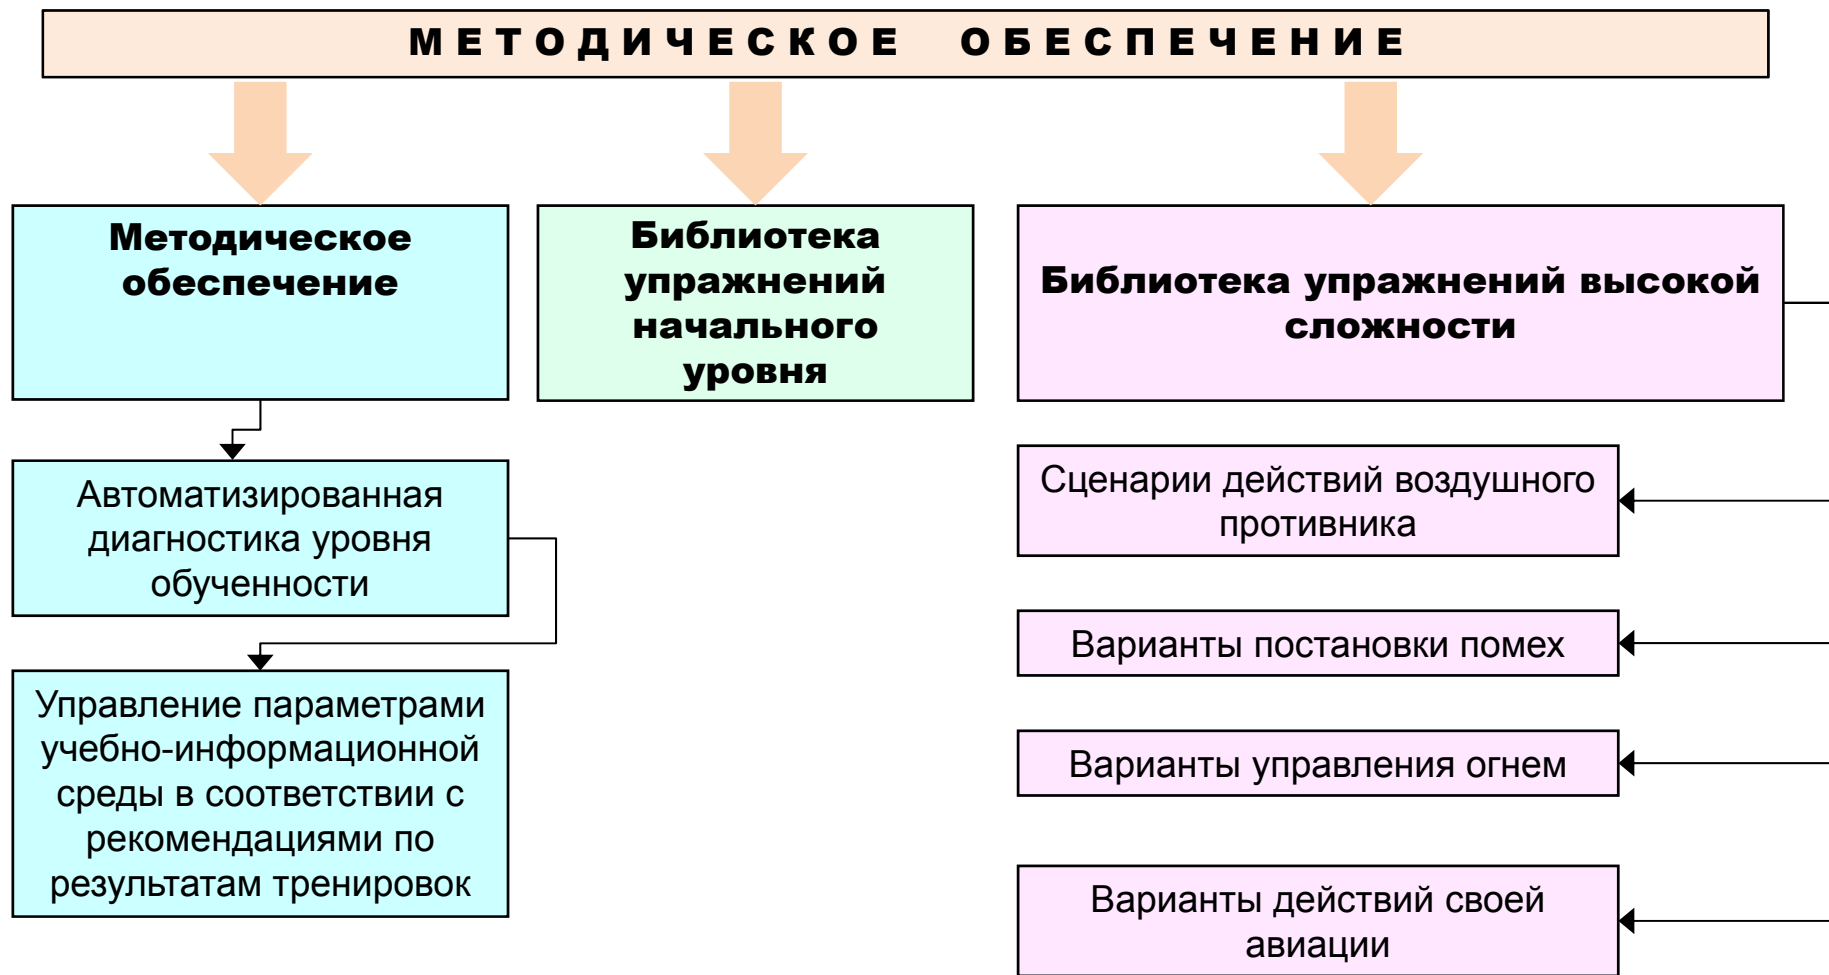 МЕТОДИЧЕСКОЕ ОБЕСПЕЧЕНИЕ
Методическое
обеспечение
Автоматизированная
диагностика уровня
обученности
Управление параметрами
учебно-информационной
среды в соответствии с
рекомендациями по
результатам тренировок
Библиотека
упражнений
начального
уровня
Библиотека упражнений высокой
сложности
Сценарии действий воздушного
противника
Варианты постановки помех
Варианты управления огнем
Варианты действий своей
авиации